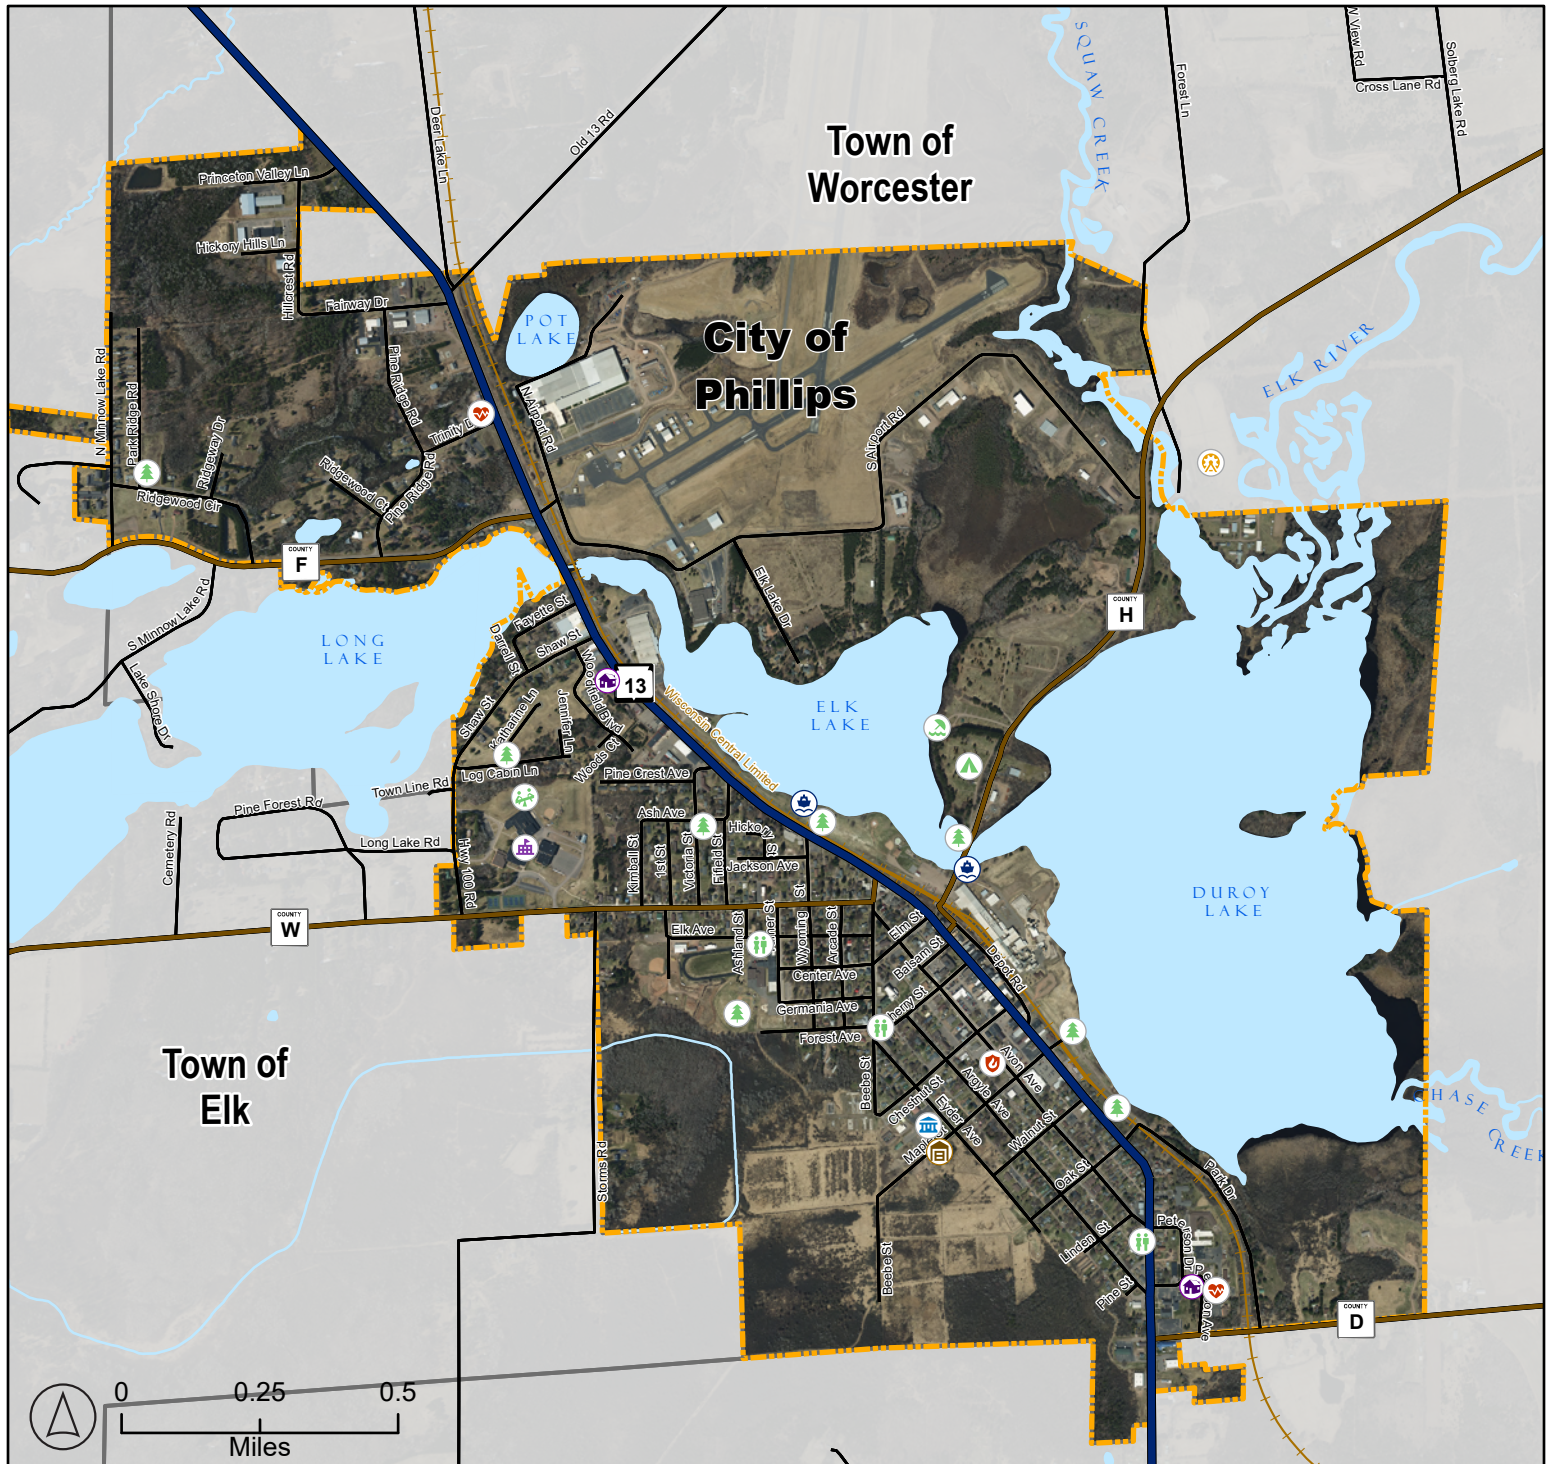 SQUAW CREEK
Forest Ln
W View Rd
Cross Lane Rd
Solberg Lake Rd
Deer Lake Ln
Old 13 Rd
Town of
Worcester
Princeton Valley Ln
Hickory Hills Ln
Hillcrest Rd
Fairway Dr
POT
LAKE
City of
Phillips
ELK RIVER
N Minnow Lake Rd
Park Ridge Rd
Ridgeway Dr
Pine Ridge Rd
Trinity
N Airport Rd
S Airport Rd
Ridgewood Cir
Ridgewood Ct
Pine Ridge Rd
COUNTY
F
Elk Lake Dr
COUNTY
H
S Minnow Lake Rd
Lake Shore Dr
LONG
LAKE
Fayette St
Darrell St
Shaw St
Woodfield Blvd
13
Wisconsin Central Limited
ELK
LAKE
Shaw St
Katharine Ln
Jennifer Ln
Woods Ct
Log Cabin Ln
Town Line Rd
Pine Crest Ave
Pine Forest Rd
Cemetery Rd
Long Lake Rd
Hwy 100 Rd
Ash Ave
Hickory
St
Kimball St
1st St
Victoria St
Fifield St
Jackson Ave
DUROY
LAKE
COUNTY
W
Elk Ave
Ashland St
Wyoming St
Arcade St
Elm St
Balsam St
Depot Rd
Center Ave
Germania Ave
Forest Ave
Beebe St
Chestnut St
Avon Ave
Argyle Ave
Eyder Ave
Walnut St
Town of
Elk
CHASE
CREEK
Storms Rd
Oak St
Park Dr
Linden St
Peterson Dr
Beebe St
Pine St
COUNTY
D
0 0.25 0.5
Miles